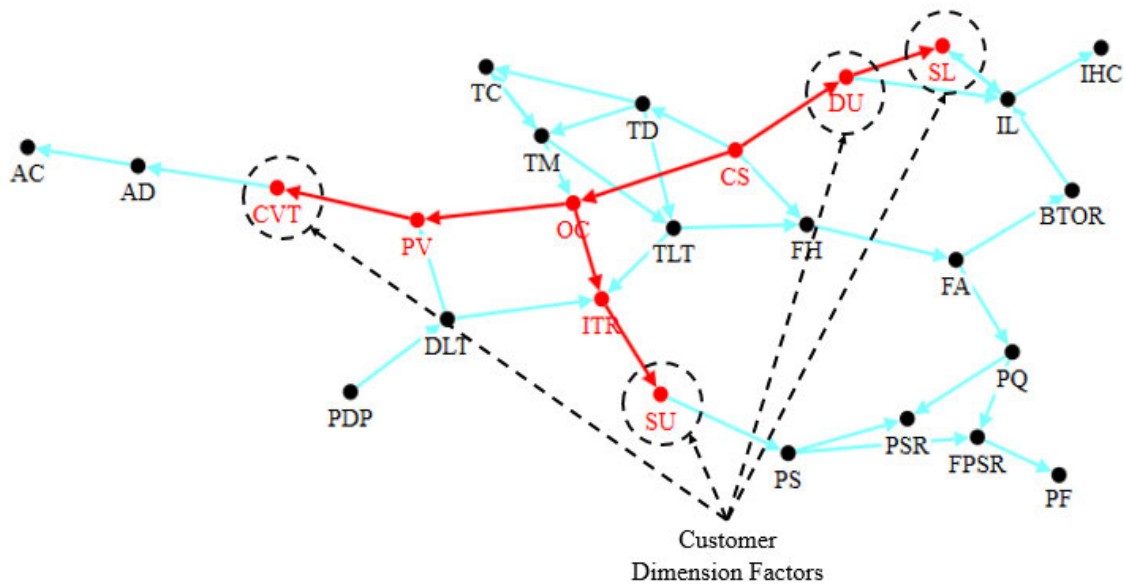 SL
IHC
TC
DU
IL
TD
TM
CS
AC
AD
CVT
BTOR
PV
OC
TLT
FH
FA
ITR
DLT
PQ
PDP
SU
PSR
FPSR
PS
PF
Customer
Dimension Factors